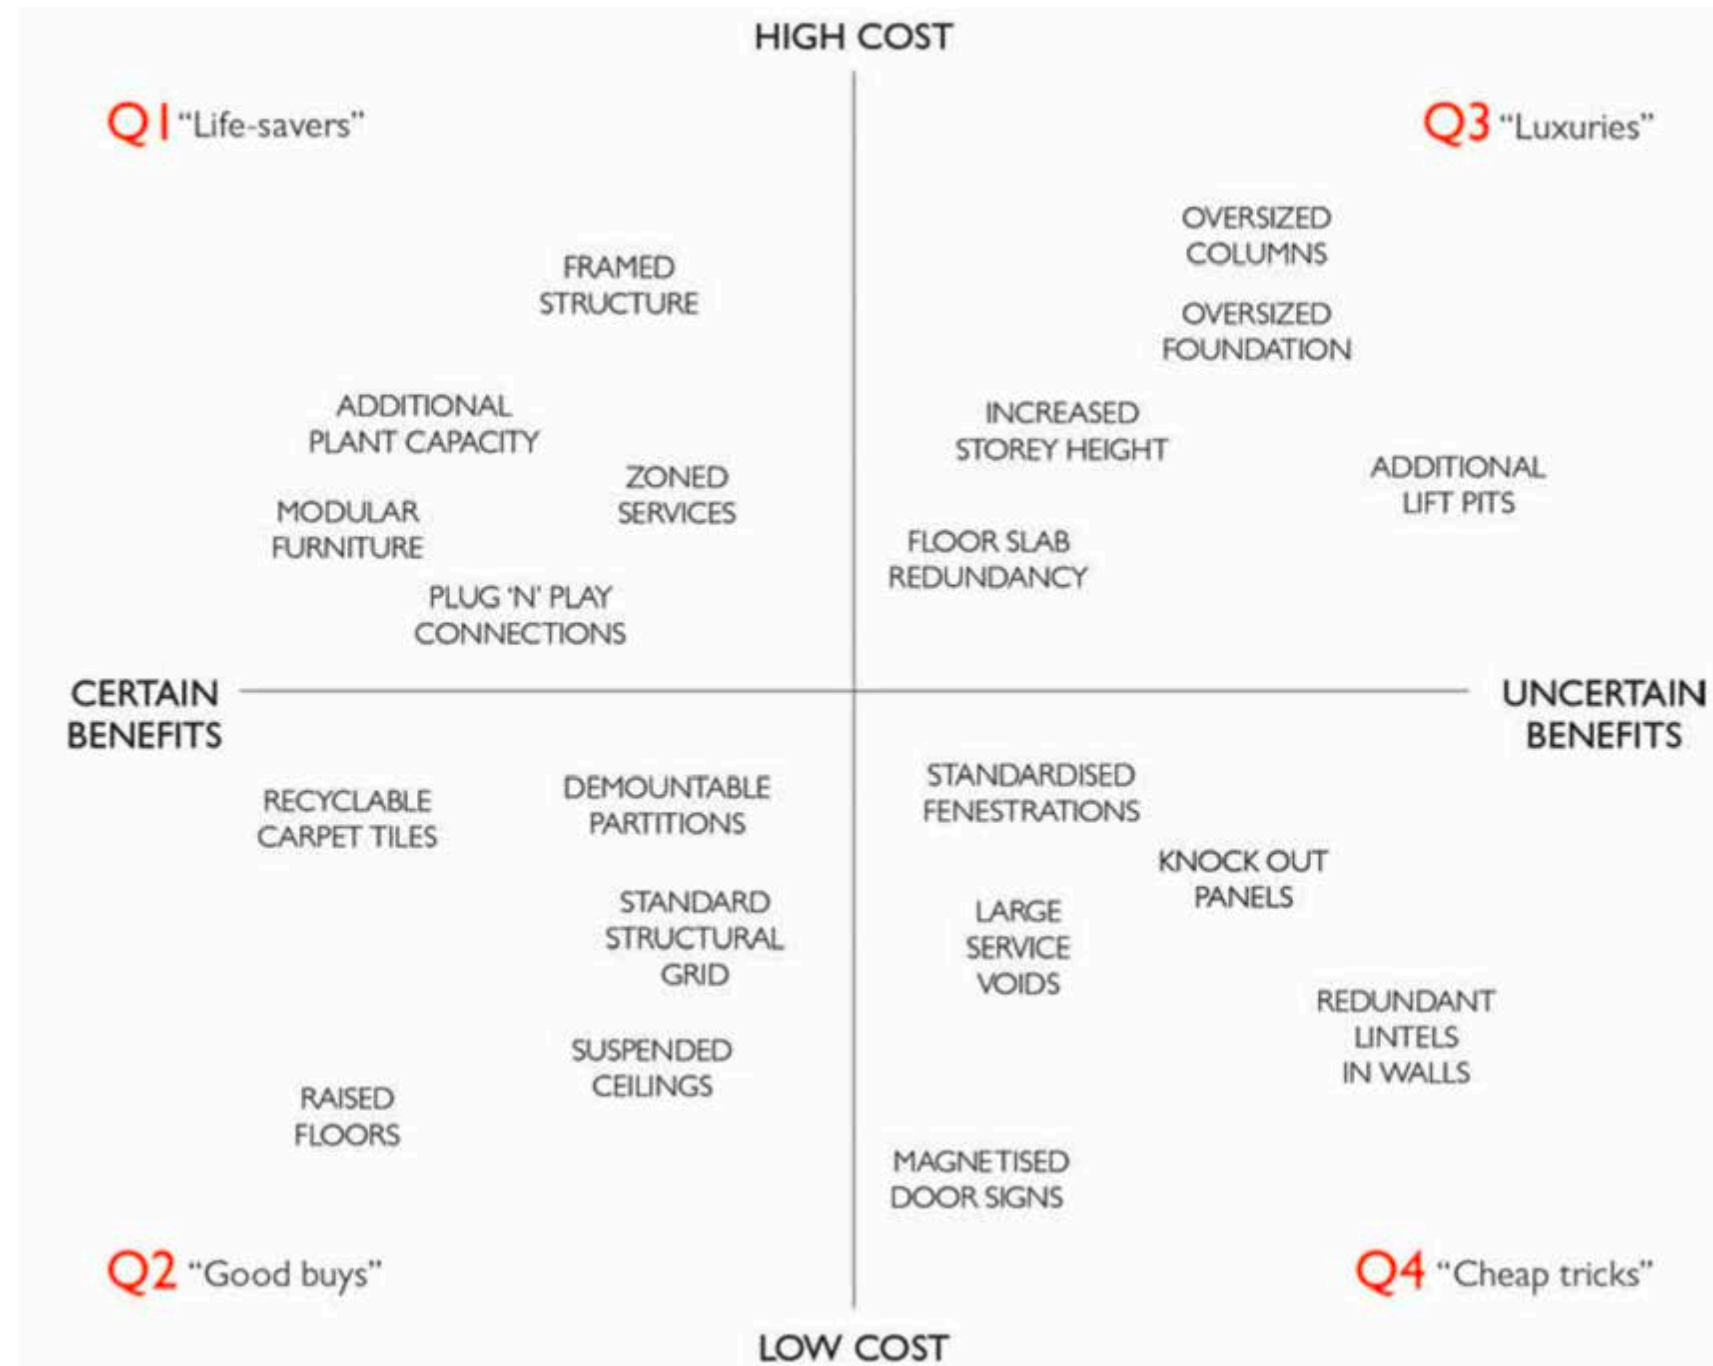 HIGH COST
Q1 “Life-savers”
Q3 “Luxuries”
OVERSIZED
COLUMNS
FRAMED
STRUCTURE
OVERSIZED
FOUNDATION
ADDITIONAL
PLANT CAPACITY
INCREASED
STOREY HEIGHT
ZONED
SERVICES
ADDITIONAL
LIFT PITS
MODULAR
FURNITURE
FLOOR SLAB
REDUNDANCY
PLUG ‘N’ PLAY
CONNECTIONS
CERTAIN
BENEFITS
UNCERTAIN
BENEFITS
RECYCLABLE
CARPET TILES
DEMOUNTABLE
PARTITIONS
STANDARDISED
FENESTRATIONS
KNOCK OUT
PANELS
STANDARD
STRUCTURAL
GRID
LARGE
SERVICE
VOIDS
REDUNDANT
LINTELS
IN WALLS
SUSPENDED
CEILINGS
RAISED
FLOORS
MAGNETISED
DOOR SIGNS
Q2 “Good buys”
Q4 “Cheap tricks”
LOW COST